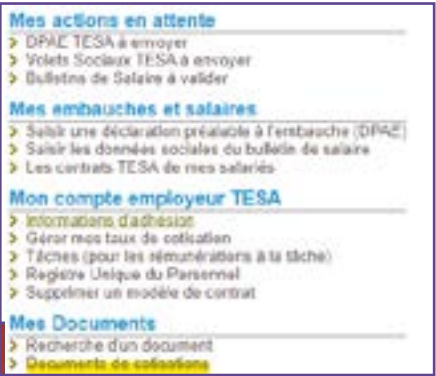 Mes actions en attente
> DPAE TESA à envoyer
> Volets Sociaux TESA à envoyer
> Bulletins de Salaire à valider
Mes embauches et salaires
> Saisir une déclaration préalable à l'embauche (DPAE)
> Saisir les données sociales du bulletin de salaire
> Les contrats TESA de mes salariés
Mon compte employeur TESA
> Informations d'adhésion
> Gérer mes taux de cotisation
> Tâches (pour les rémunérations à la tâche)
> Registre Unique du Personnel
> Supprimer un modèle de contrat
Mes Documents
> Recherche d'un document
> Documents de cotisations